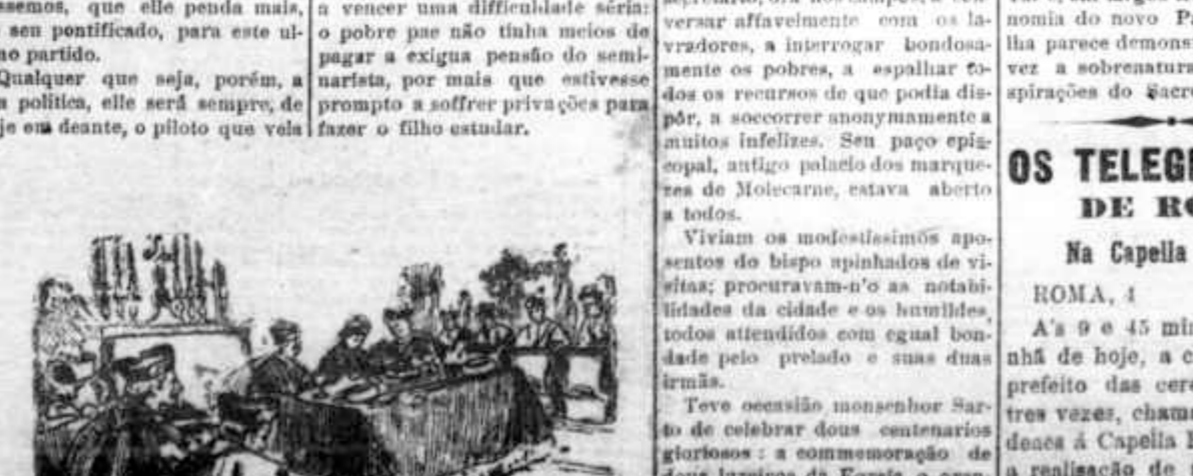 ssemos, que elle penda mais,
seu pontificado, para este ul-
mo partido.
Qualquer que seja, porém, a
a politica, elle será sempre, de
je em deante, o piloto que vela
a vencer uma difficuldade séria:
o pobre pae não tinha meios de
pagar a exigua pensão do semi-
narista, por mais que estivesse
prompto a soffrer privações para
fazer o filho estudar.
versar affavelmente com os la-
vradores, a interrogar bondosa-
mente os pobres, a espalhar to-
dos os recursos de que podia dis-
pôr, a soccorrer anonymamente a
muitos infelizes. Seu paço epis-
copal, antigo palacio dos marque-
zes de Molecarne, estava aberto
a todos.
Viviam os modestissimos apo-
sentos do bispo apinhados de vi-
sitas; procuravam-n'o as notabi-
lidades da cidade e os humildes,
todos attendidos com egual bon-
dade pelo prelado e suas duas
irmãs.
Teve occasião monsenhor Sar-
to de celebrar dous centenarios
gloriosos: a commemoração de
nomia do novo P
lha parece demons
vez a sobrenatura
spirações do Sacr
OS TELEG
DE RO
Na Capella
ROMA, 4
A's 9 e 45 min
nhã de hoje, a c
prefeito das cere
tres vezes, cham
deaes á Capella
a realisação de